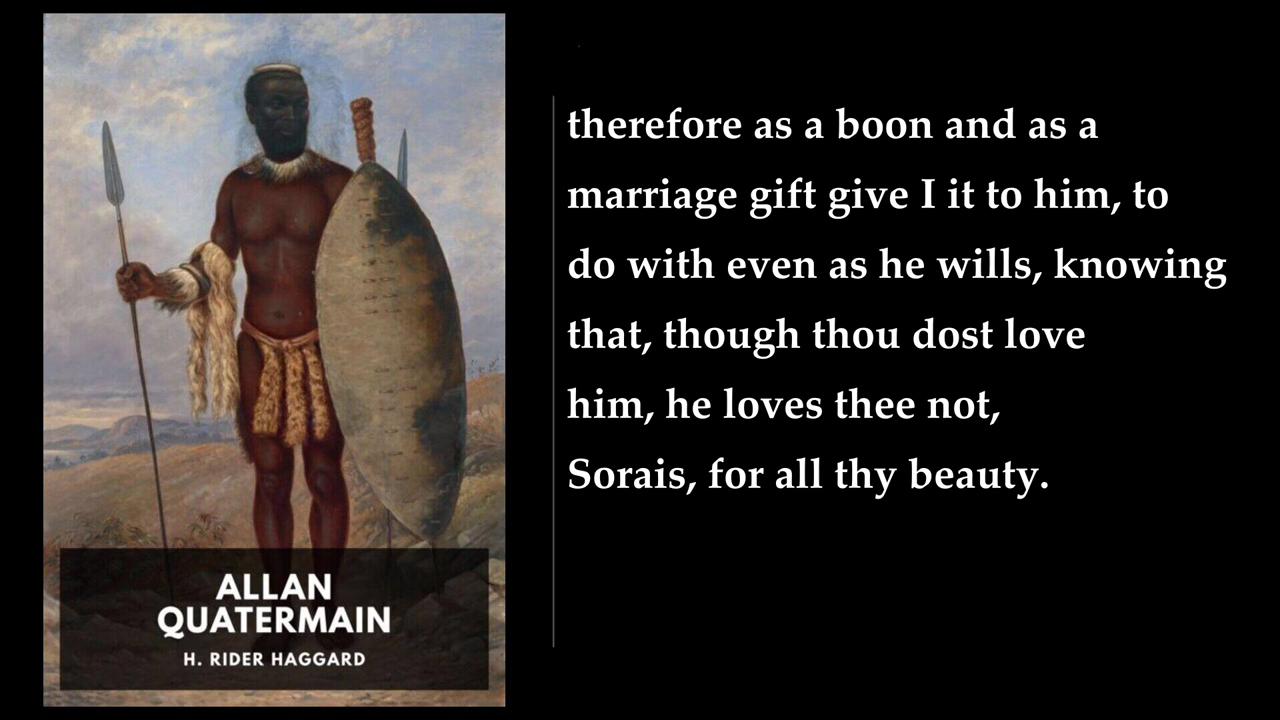 therefore as a boon and as a
marriage gift give I it to him, to
do with even as he wills, knowing
that, though thou dost love
him, he loves thee not,
Sorais, for all thy beauty.
ALLAN
QUATERMAIN
H. RIDER HAGGARD